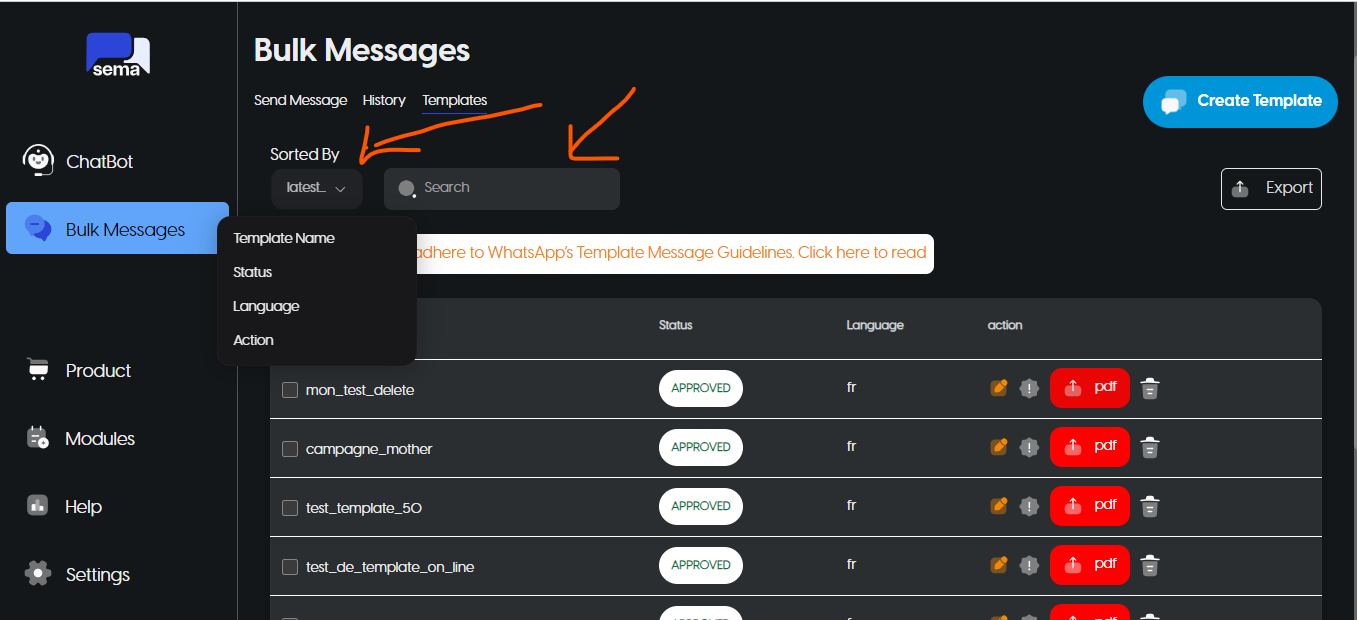 sema
Bulk Messages
Send Message History Templates
Create Template
Sorted By
latest...
Search
Export
ChatBot
Bulk Messages
Product
Modules
Help
Settings
Template Name
Status
Language
Action
adhere to WhatsApp's Template Message Guidelines. Click here to read
Status Language action
mon_test_delete APPROVED fr pdf
campagne_mother APPROVED fr pdf
test_template_50 APPROVED fr pdf
test_de_template_on_line APPROVED fr pdf